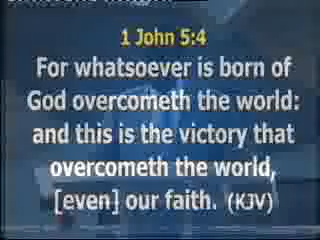 1 John 5:4
For whatsoever is born of
God overcometh the world:
and this is the victory that
overcometh the world,
[even] our faith. (KJV)